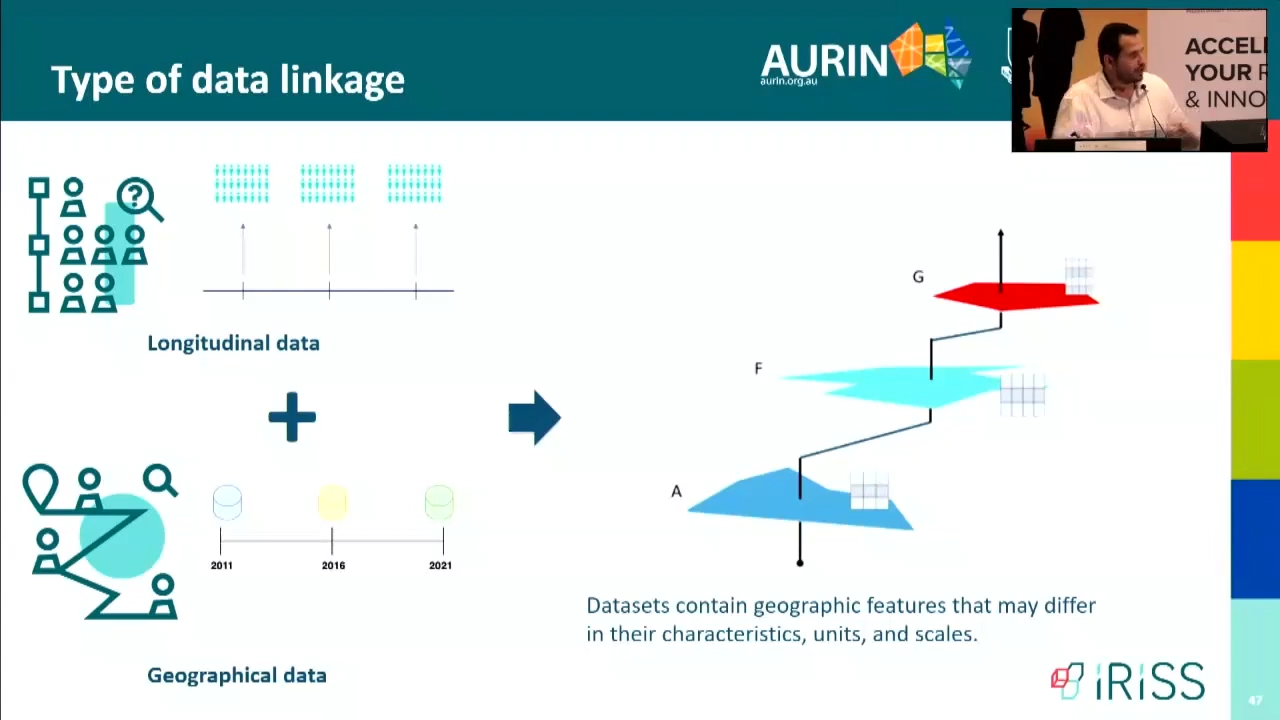 Type of data linkage
AURIN
aurin.org.au
ACCEL
YOUR R
& INNO
Longitudinal data
G
F
A
2011
2016
2021
Datasets contain geographic features that may differ
in their characteristics, units, and scales.
Geographical data
iRiSS
47